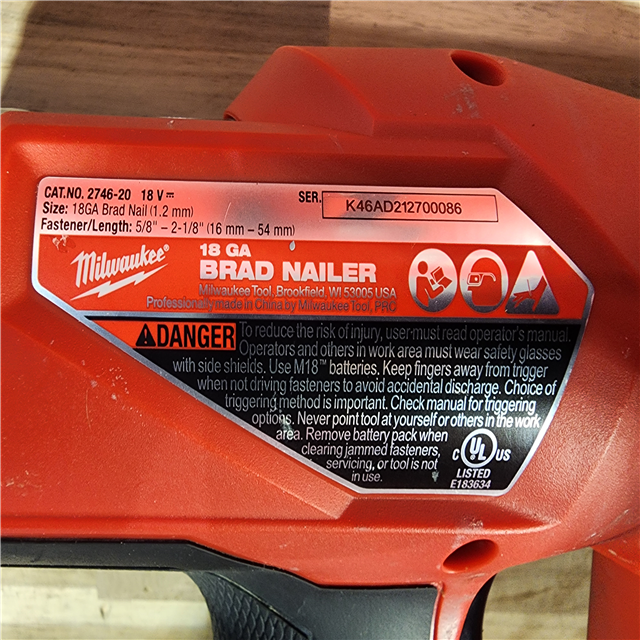 CAT.NO. 2746-20 18 V⎓ SER. K46AD212700086
Size: 18GA Brad Nail (1.2 mm)
Fastener/Length: 5/8" – 2-1/8" (16 mm – 54 mm)
Milwaukee®
18 GA
BRAD NAILER
Milwaukee Tool, Brookfield, WI 53005 USA
Professionally made in China by Milwaukee Tool, PRC
DANGER To reduce the risk of injury, user must read operator's manual.
Operators and others in work area must wear safety glasses
with side shields. Use M18™ batteries. Keep fingers away from trigger
when not driving fasteners to avoid accidental discharge. Choice of
triggering method is important. Check manual for triggering
options. Never point tool at yourself or others in the work
area. Remove battery pack when
clearing jammed fasteners,
servicing, or tool is not
in use.
C UL US
LISTED
E183634